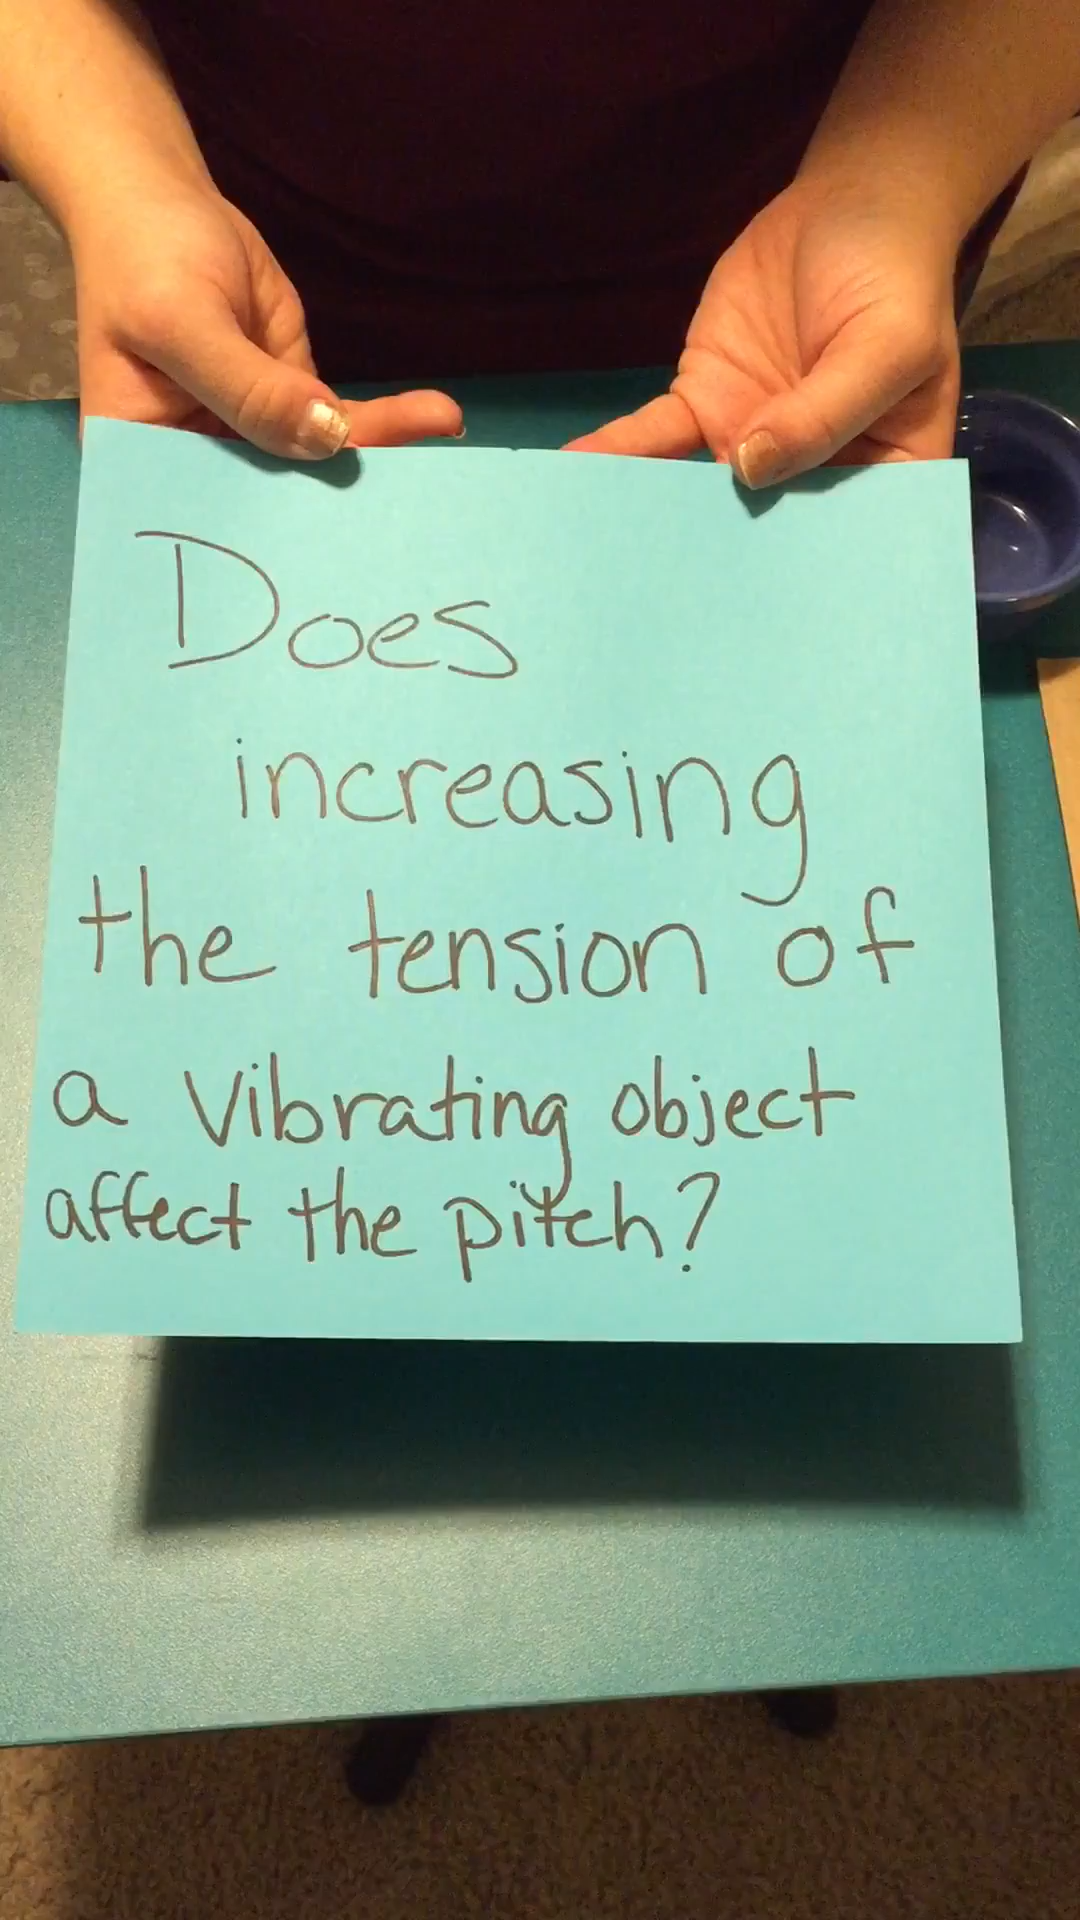 Does
increasing
the tension of
a vibrating object
affect the pitch?